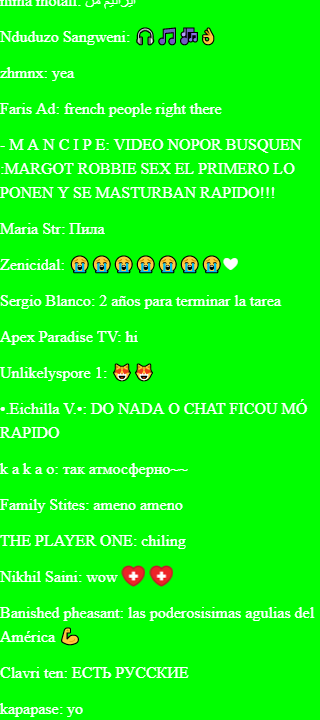 Nduduzo Sangweni: 🎧🎵🎼👌
zhmnx: yea
Faris Ad: french people right there
- M A N C I P E: VIDEO NOPOR BUSQUEN
:MARGOT ROBBIE SEX EL PRIMERO LO
PONEN Y SE MASTURBAN RAPIDO!!!
Maria Str: Пила
Zenicidal: 😭😭😭😭😭😭😭🤍
Sergio Blanco: 2 años para terminar la tarea
Apex Paradise TV: hi
Unlikelyspore 1: 😻😻
•.Eichilla V.•: DO NADA O CHAT FICOU MÓ
RAPIDO
k a k a o: так атмосферно~~
Family Stites: ameno ameno
THE PLAYER ONE: chiling
Nikhil Saini: wow
Banished pheasant: las poderosisimas agulias del
América 💪
Clavri ten: ЕСТЬ РУССКИЕ
kapapase: yo